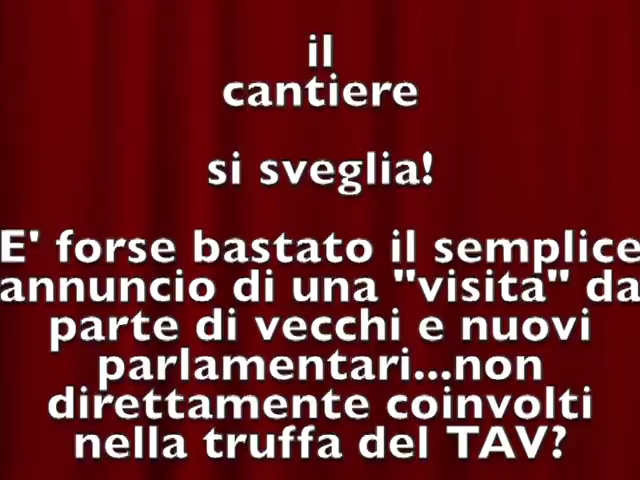 il
cantiere
si sveglia!
E' forse bastato il semplice
annuncio di una "visita" da
parte di vecchi e nuovi
parlamentari...non
direttamente coinvolti
nella truffa del TAV?